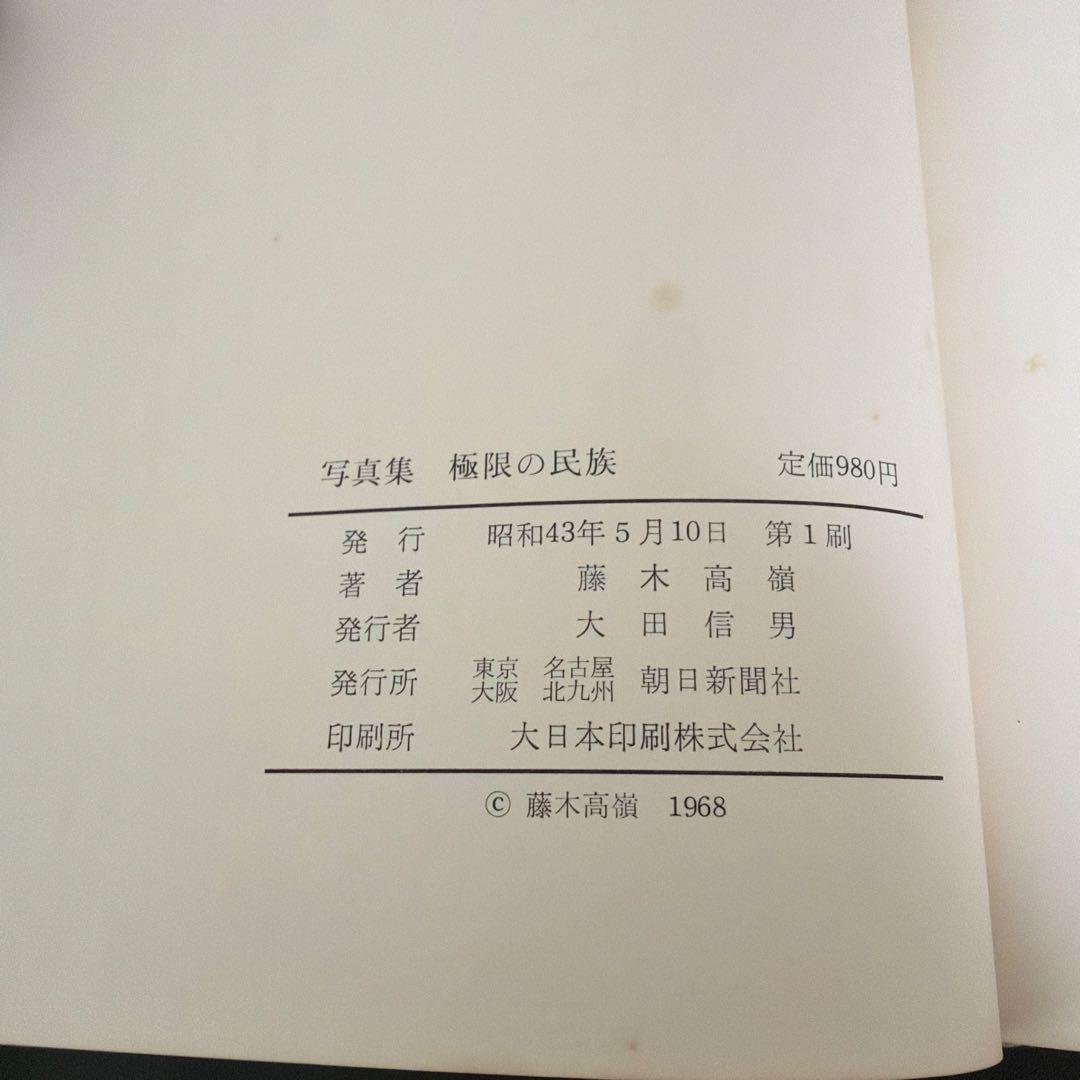 写真集 極限の民族 定価980円
発行 昭和43年5月10日 第1刷
著者 藤木高嶺
発行者 大田信男
発行所 東京 名古屋 大阪 北九州 朝日新聞社
印刷所 大日本印刷株式会社
© 藤木高嶺 1968